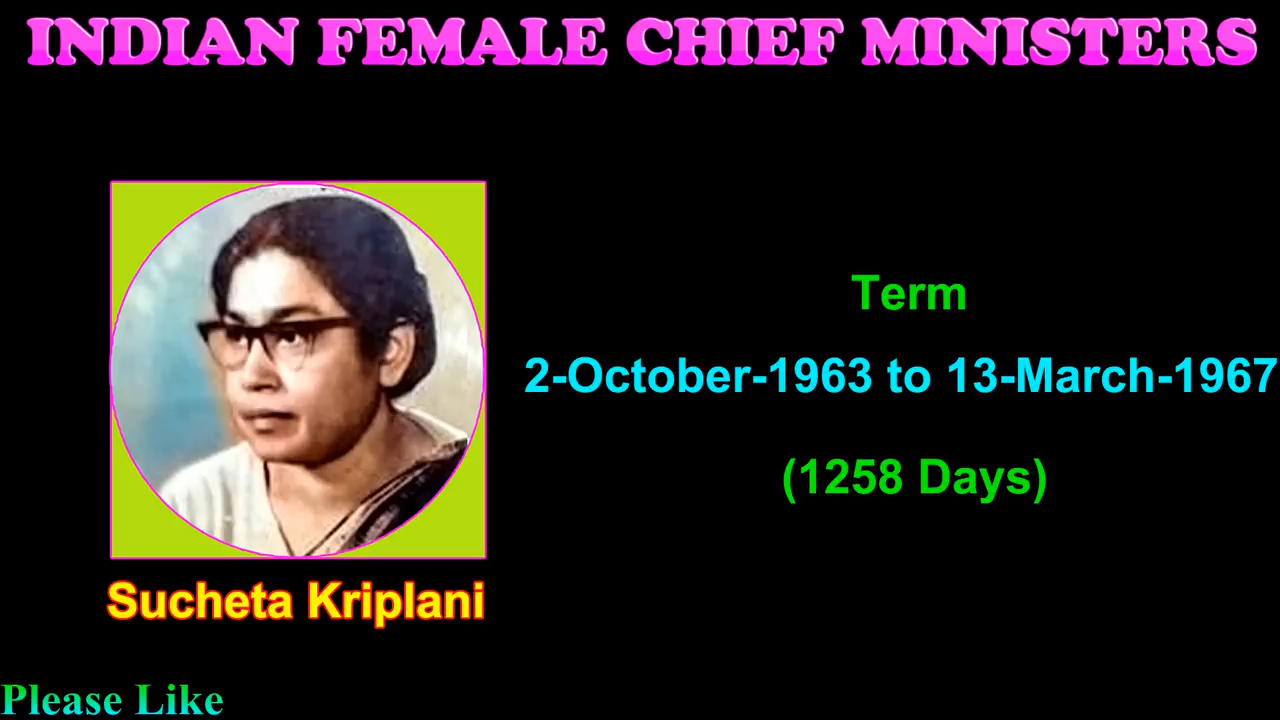 INDIAN FEMALE CHIEF MINISTERS
Term
2-October-1963 to 13-March-1967
(1258 Days)
Sucheta Kriplani
Please Like